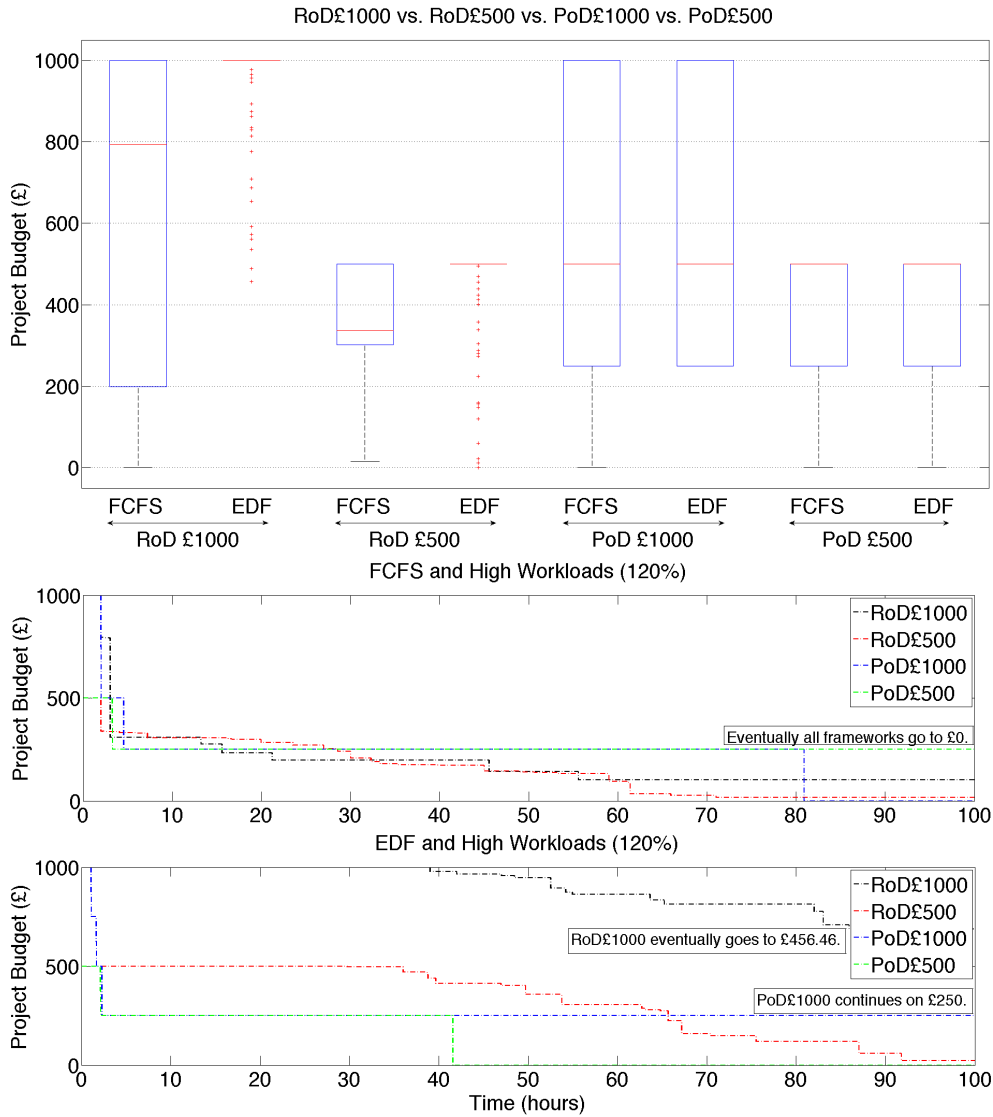 RoD£1000 vs. RoD£500 vs. PoD£1000 vs. PoD£500
Project Budget (£)
1000
800
600
400
200
0
FCFS EDF FCFS EDF FCFS EDF FCFS EDF
RoD £1000 RoD £500 PoD £1000 PoD £500
FCFS and High Workloads (120%)
Project Budget (£)
1000
500
0
RoD£1000
RoD£500
PoD£1000
PoD£500
Eventually all frameworks go to £0.
0 10 20 30 40 50 60 70 80 90 100
EDF and High Workloads (120%)
Project Budget (£)
1000
500
0
RoD£1000
RoD£500
PoD£1000
PoD£500
RoD£1000 eventually goes to £456.46.
PoD£1000 continues on £250.
0 10 20 30 40 50 60 70 80 90 100
Time (hours)